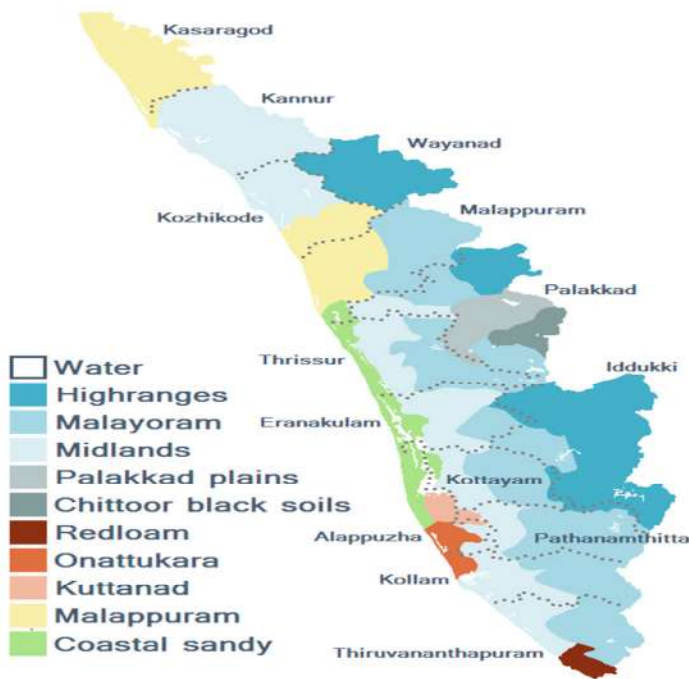 Kasaragod
Kannur
Wayanad
Kozhikode
Malappuram
Palakkad
Thrissur
Iddukki
Eranakulam
Kottayam
Alappuzha
Pathanamthitta
Kollam
Thiruvananthapuram
Water
Highranges
Malayoram
Midlands
Palakkad plains
Chittoor black soils
Redloam
Onattukara
Kuttanad
Malappuram
Coastal sandy